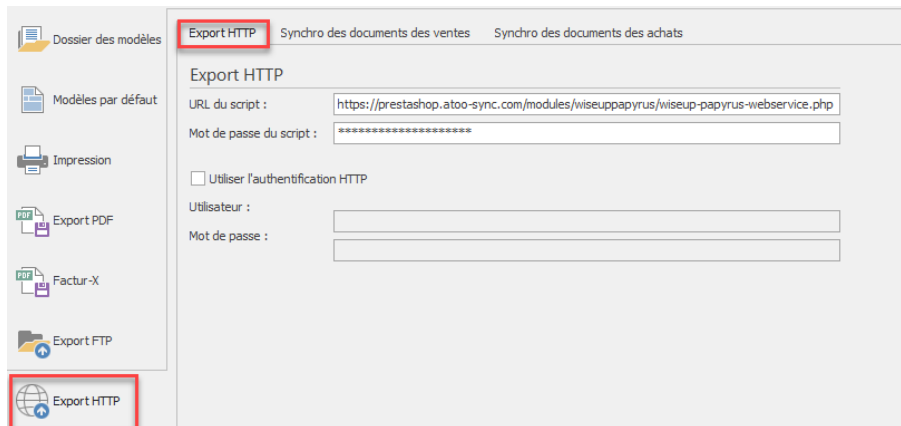 Dossier des modèles
Modèles par défaut
Impression
PDF
Export PDF
PDF
Factur-X
Export FTP
Export HTTP
Export HTTP Synchro des documents des ventes Synchro des documents des achats
Export HTTP
URL du script : https://prestashop.atoo-sync.com/modules/wiseuppapyrus/wiseup-papyrus-webservice.php
Mot de passe du script : ********************
Utiliser l'authentification HTTP
Utilisateur :
Mot de passe :